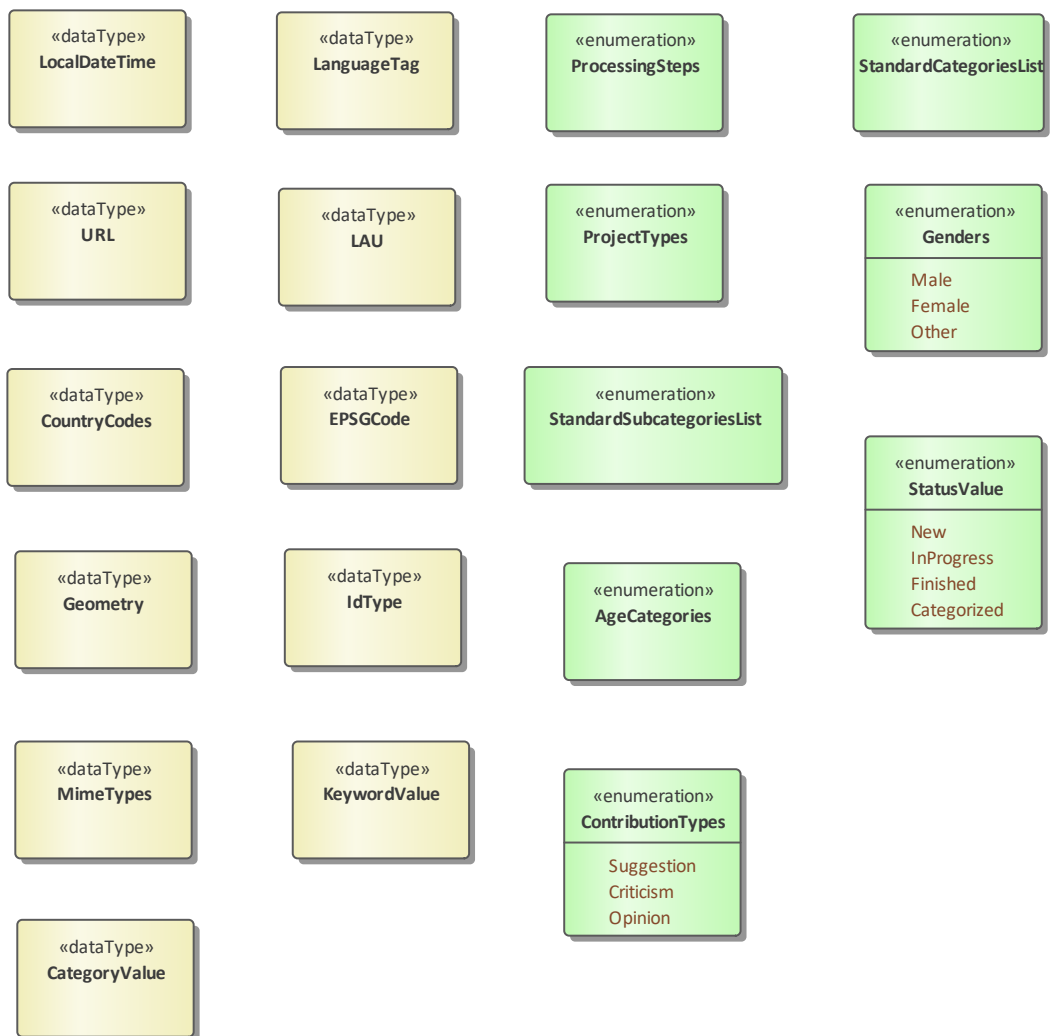 «dataType»
LocalDateTime
«dataType»
LanguageTag
«enumeration»
ProcessingSteps
«enumeration»
StandardCategoriesList
«dataType»
URL
«dataType»
LAU
«enumeration»
ProjectTypes
«enumeration»
Genders
Male
Female
Other
«dataType»
CountryCodes
«dataType»
EPSGCode
«enumeration»
StandardSubcategoriesList
«enumeration»
StatusValue
New
InProgress
Finished
Categorized
«dataType»
Geometry
«dataType»
IdType
«enumeration»
AgeCategories
«dataType»
MimeTypes
«dataType»
KeywordValue
«enumeration»
ContributionTypes
Suggestion
Criticism
Opinion
«dataType»
CategoryValue